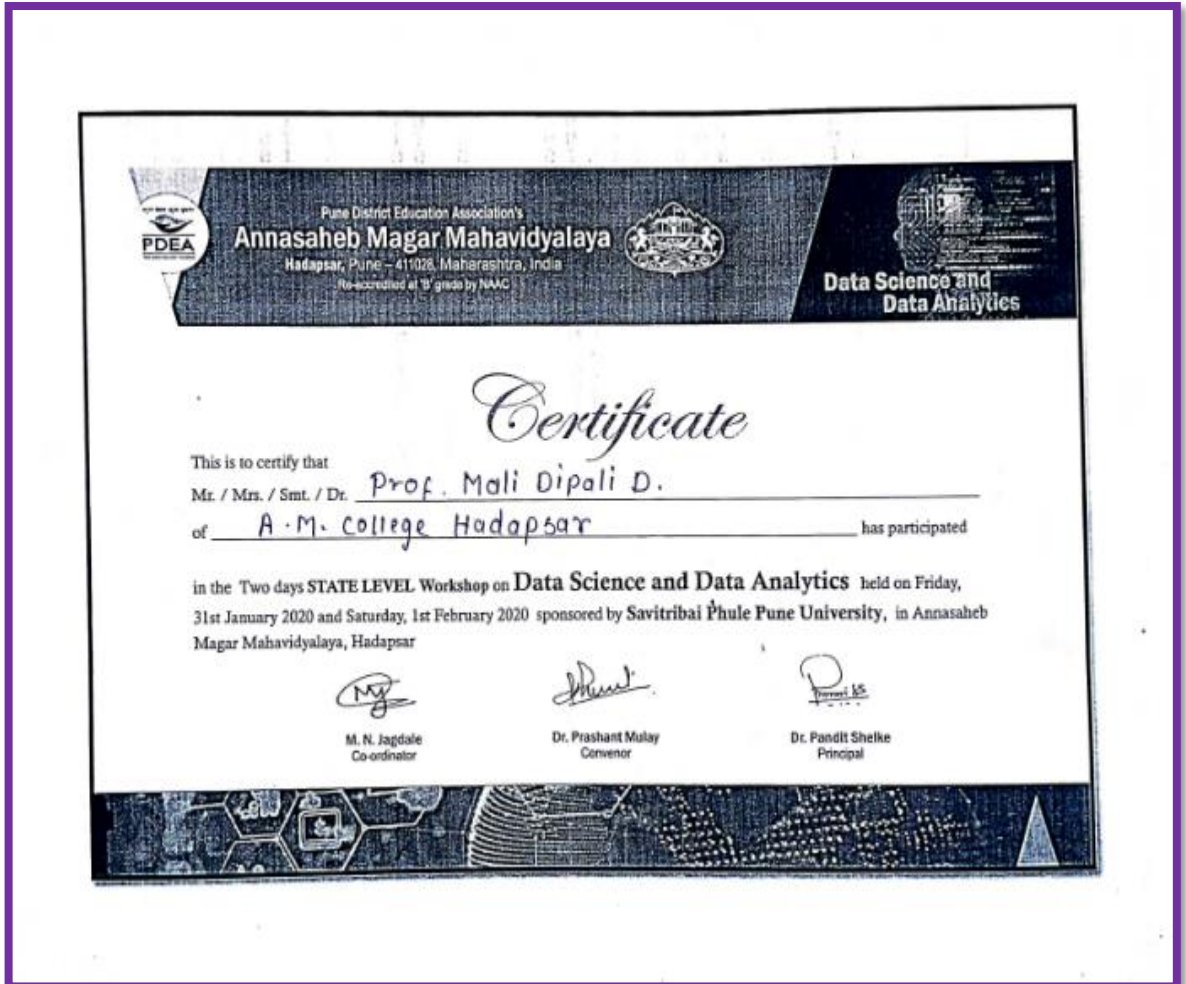 PDEA
Pune District Education Association's
Annasaheb Magar Mahavidyalaya
Hadapsar, Pune – 411028, Maharashtra, India
Re-accredited at 'B' grade by NAAC
Data Science and
Data Analytics
Certificate
This is to certify that
Mr. / Mrs. / Smt. / Dr. Prof. Mali Dipali D.
of A.M. College Hadapsar has participated
in the Two days STATE LEVEL Workshop on Data Science and Data Analytics held on Friday,
31st January 2020 and Saturday, 1st February 2020 sponsored by Savitribai Phule Pune University, in Annasaheb
Magar Mahavidyalaya, Hadapsar
M. N. Jagdale
Co-ordinator
Dr. Prashant Mulay
Convenor
Dr. Pandit Shelke
Principal